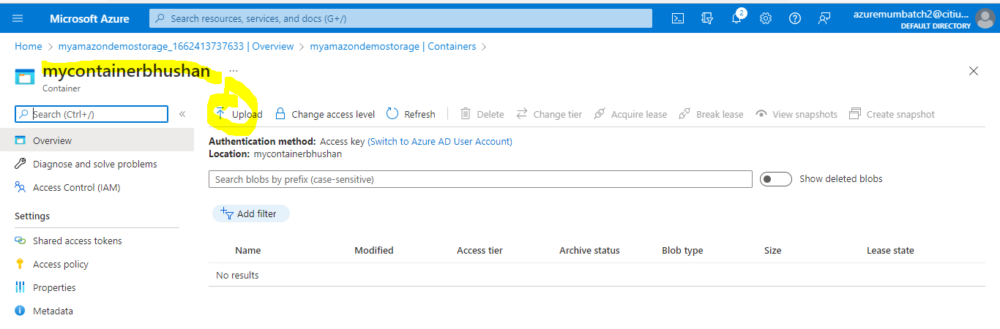 Microsoft Azure
Search resources, services, and docs (G+/)
2
azuremumbatch2@citiu...
DEFAULT DIRECTORY
Home > myamazondemostorage_1662413737633 | Overview > myamazondemostorage | Containers >
mycontainerbhushan ...
Container
Search (Ctrl+/) «
Upload Change access level Refresh Delete Change tier Acquire lease Break lease View snapshots Create snapshot
Overview
Diagnose and solve problems
Access Control (IAM)
Settings
Shared access tokens
Access policy
Properties
Metadata
Authentication method: Access key (Switch to Azure AD User Account)
Location: mycontainerbhushan
Search blobs by prefix (case-sensitive)
Show deleted blobs
Add filter
Name Modified Access tier Archive status Blob type Size Lease state
No results